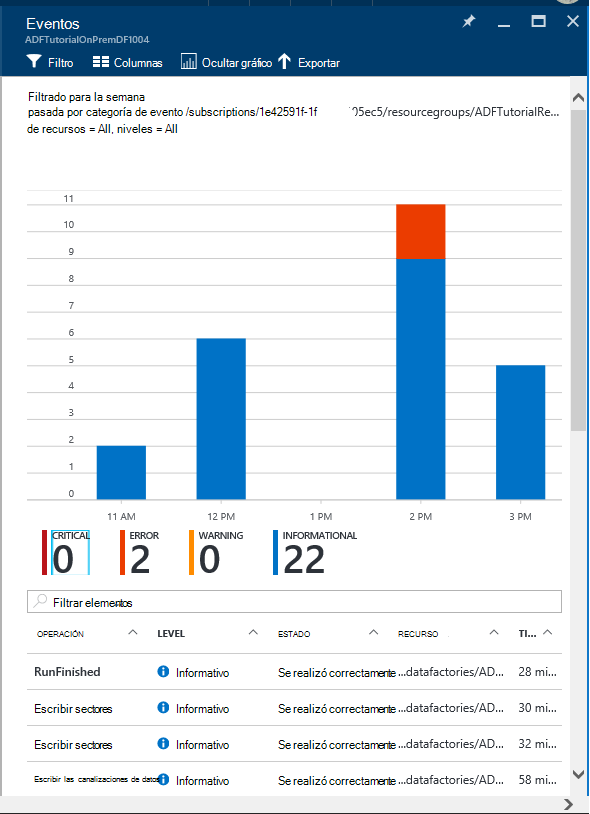 Eventos
ADFTutorialOnPremDF1004
Filtro Columnas Ocultar gráfico Exportar
Filtrado para la semana
pasada por categoría de evento /subscriptions/1e42591f-1f 05ec5/resourcegroups/ADFTutorialRe...
de recursos = All, niveles = All
11
10
9
8
7
6
5
4
3
2
1
0
11 AM 12 PM 1 PM 2 PM 3 PM
CRITICAL ERROR WARNING INFORMATIONAL
0 2 0 22
Filtrar elementos
OPERACIÓN LEVEL ESTADO RECURSO TI...
RunFinished Informativo Se realizó correctamente ...datafactories/AD... 28 mi...
Escribir sectores Informativo Se realizó correctamente ...datafactories/AD... 30 mi...
Escribir sectores Informativo Se realizó correctamente ...datafactories/AD... 32 mi...
Escribir las canalizaciones de datos Informativo Se realizó correctamente ...datafactories/AD... 58 mi...